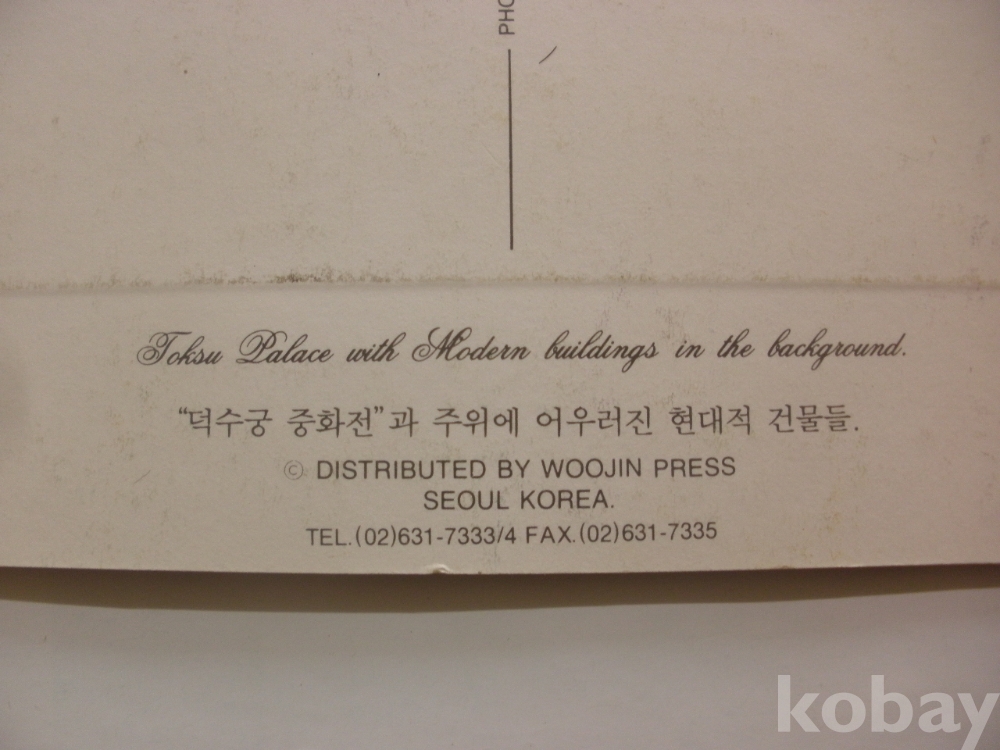 PHO
Toksu Palace with Modern buildings in the background.
“덕수궁 중화전”과 주위에 어우러진 현대적 건물들.
© DISTRIBUTED BY WOOJIN PRESS
SEOUL KOREA.
TEL.(02)631-7333/4 FAX.(02)631-7335
kobay